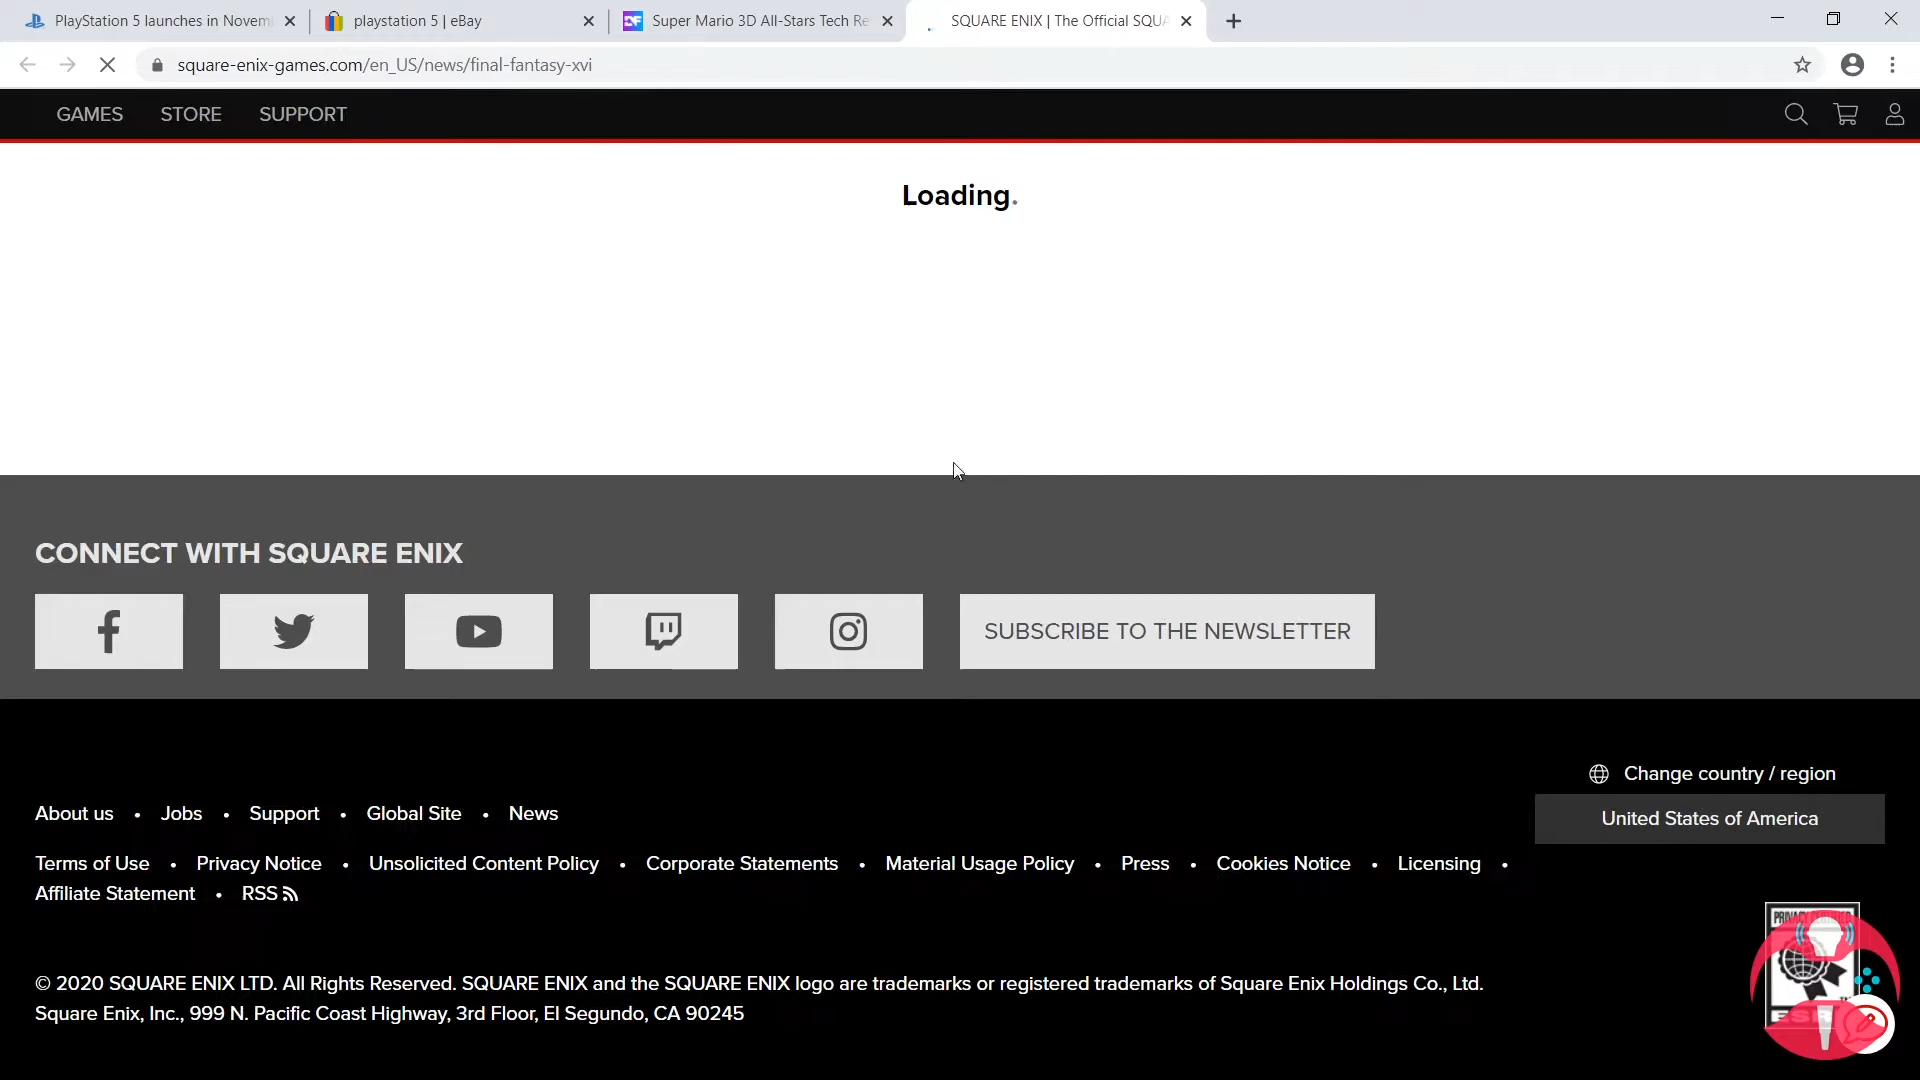 PlayStation 5 launches in Novem
playstation 5 | eBay
Super Mario 3D All-Stars Tech Re
SQUARE ENIX | The Official SQUA
square-enix-games.com/en_US/news/final-fantasy-xvi
GAMES STORE SUPPORT
Loading.
CONNECT WITH SQUARE ENIX
SUBSCRIBE TO THE NEWSLETTER
Change country / region
United States of America
About us • Jobs • Support • Global Site • News
Terms of Use • Privacy Notice • Unsolicited Content Policy • Corporate Statements • Material Usage Policy • Press • Cookies Notice • Licensing •
Affiliate Statement • RSS
© 2020 SQUARE ENIX LTD. All Rights Reserved. SQUARE ENIX and the SQUARE ENIX logo are trademarks or registered trademarks of Square Enix Holdings Co., Ltd.
Square Enix, Inc., 999 N. Pacific Coast Highway, 3rd Floor, El Segundo, CA 90245